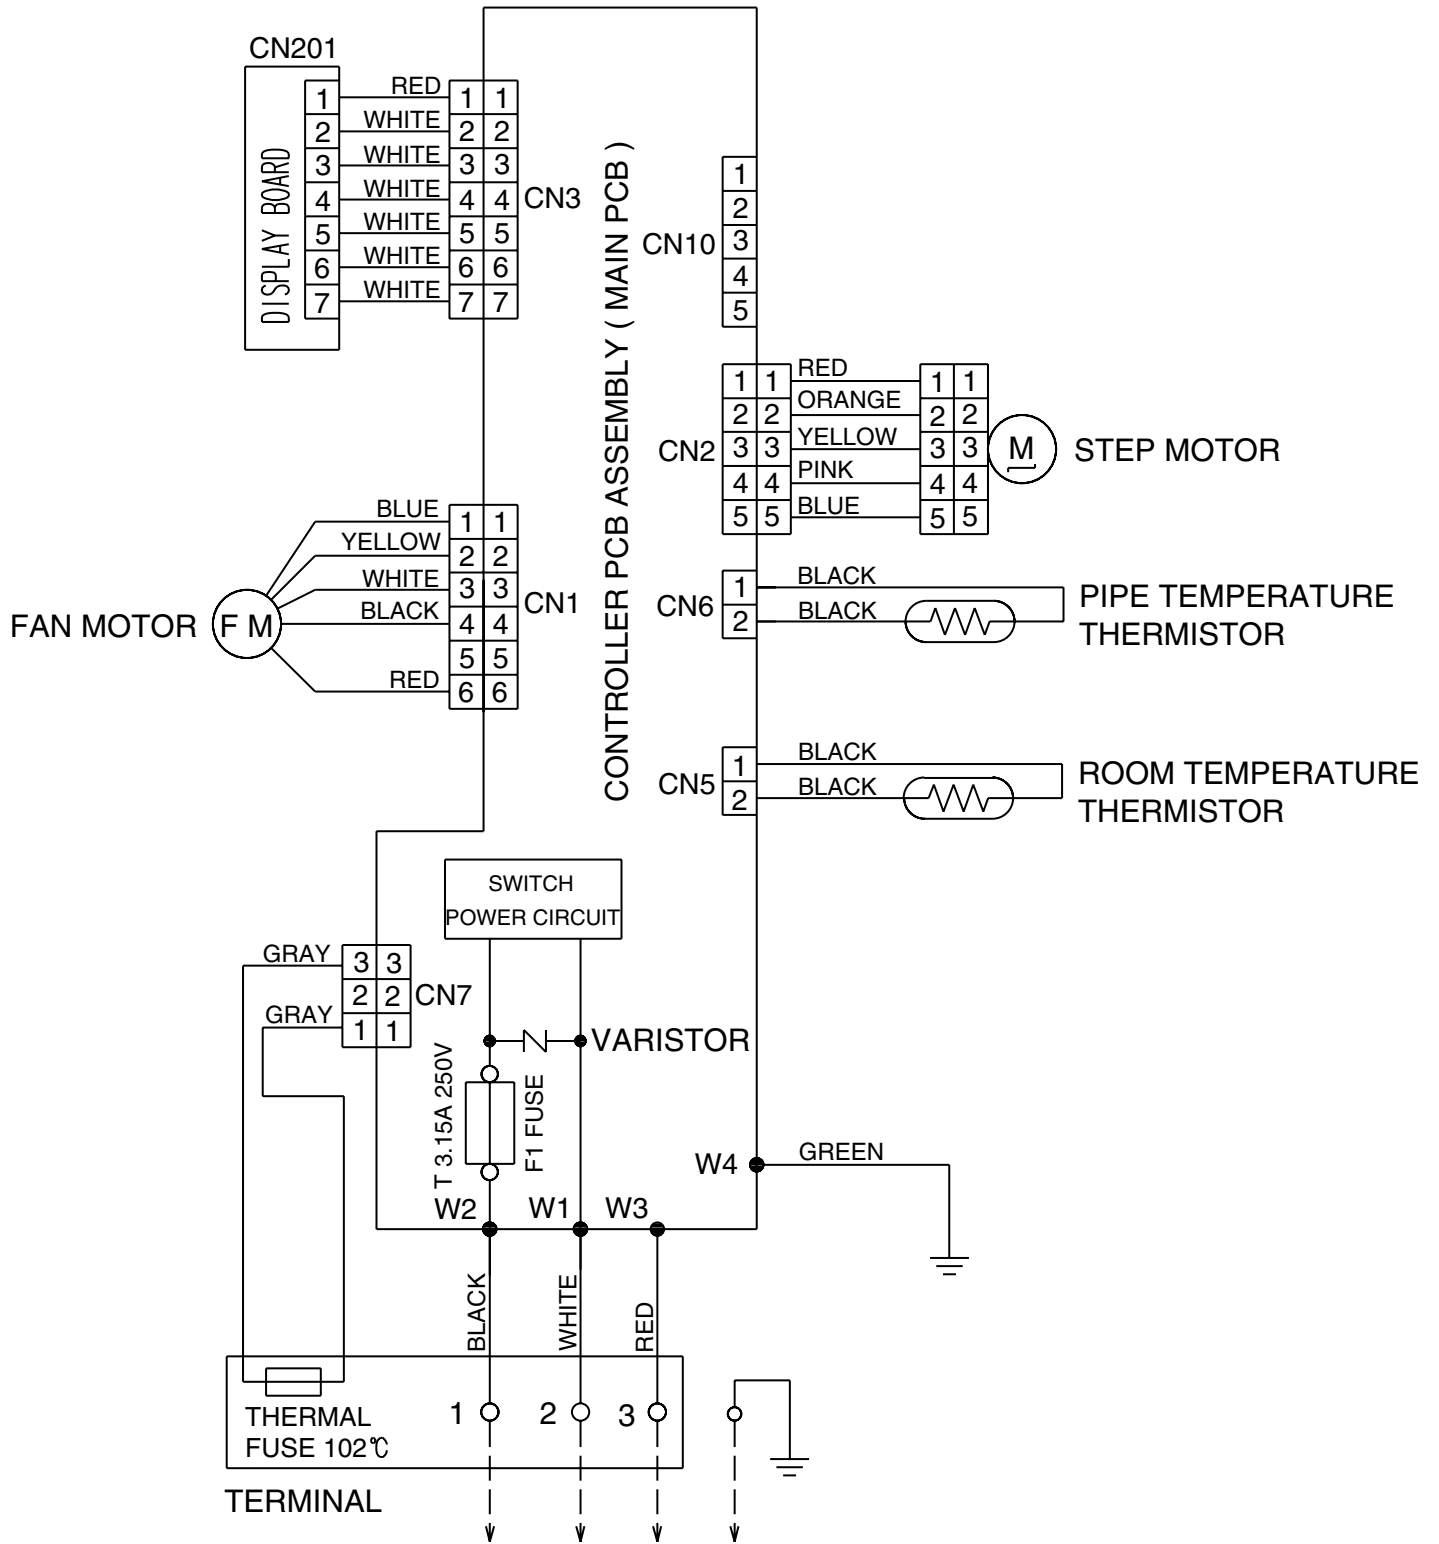 CN201
DISPLAY BOARD
1
2
3
4
5
6
7
RED
WHITE
WHITE
WHITE
WHITE
WHITE
WHITE
1 1
2 2
3 3
4 4
5 5
6 6
7 7
CN3
CONTROLLER PCB ASSEMBLY ( MAIN PCB )
CN10
1
2
3
4
5
CN2
1 1
2 2
3 3
4 4
5 5
RED
ORANGE
YELLOW
PINK
BLUE
1 1
2 2
3 3
4 4
5 5
M
STEP MOTOR
FAN MOTOR
F M
BLUE
YELLOW
WHITE
BLACK
RED
1 1
2 2
3 3
4 4
5 5
6 6
CN1
CN6
1
2
BLACK
BLACK
PIPE TEMPERATURE
THERMISTOR
CN5
1
2
BLACK
BLACK
ROOM TEMPERATURE
THERMISTOR
SWITCH
POWER CIRCUIT
GRAY
GRAY
3 3
2 2
1 1
CN7
VARISTOR
T 3.15A 250V
F1 FUSE
W4
GREEN
W2
W1
W3
BLACK
WHITE
RED
THERMAL
FUSE 102℃
1
2
3
TERMINAL